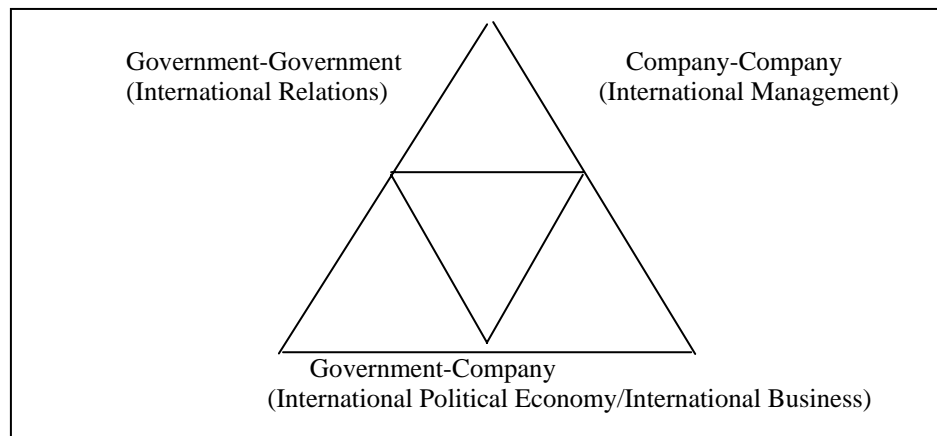 Government-Government
(International Relations)
Company-Company
(International Management)
Government-Company
(International Political Economy/International Business)